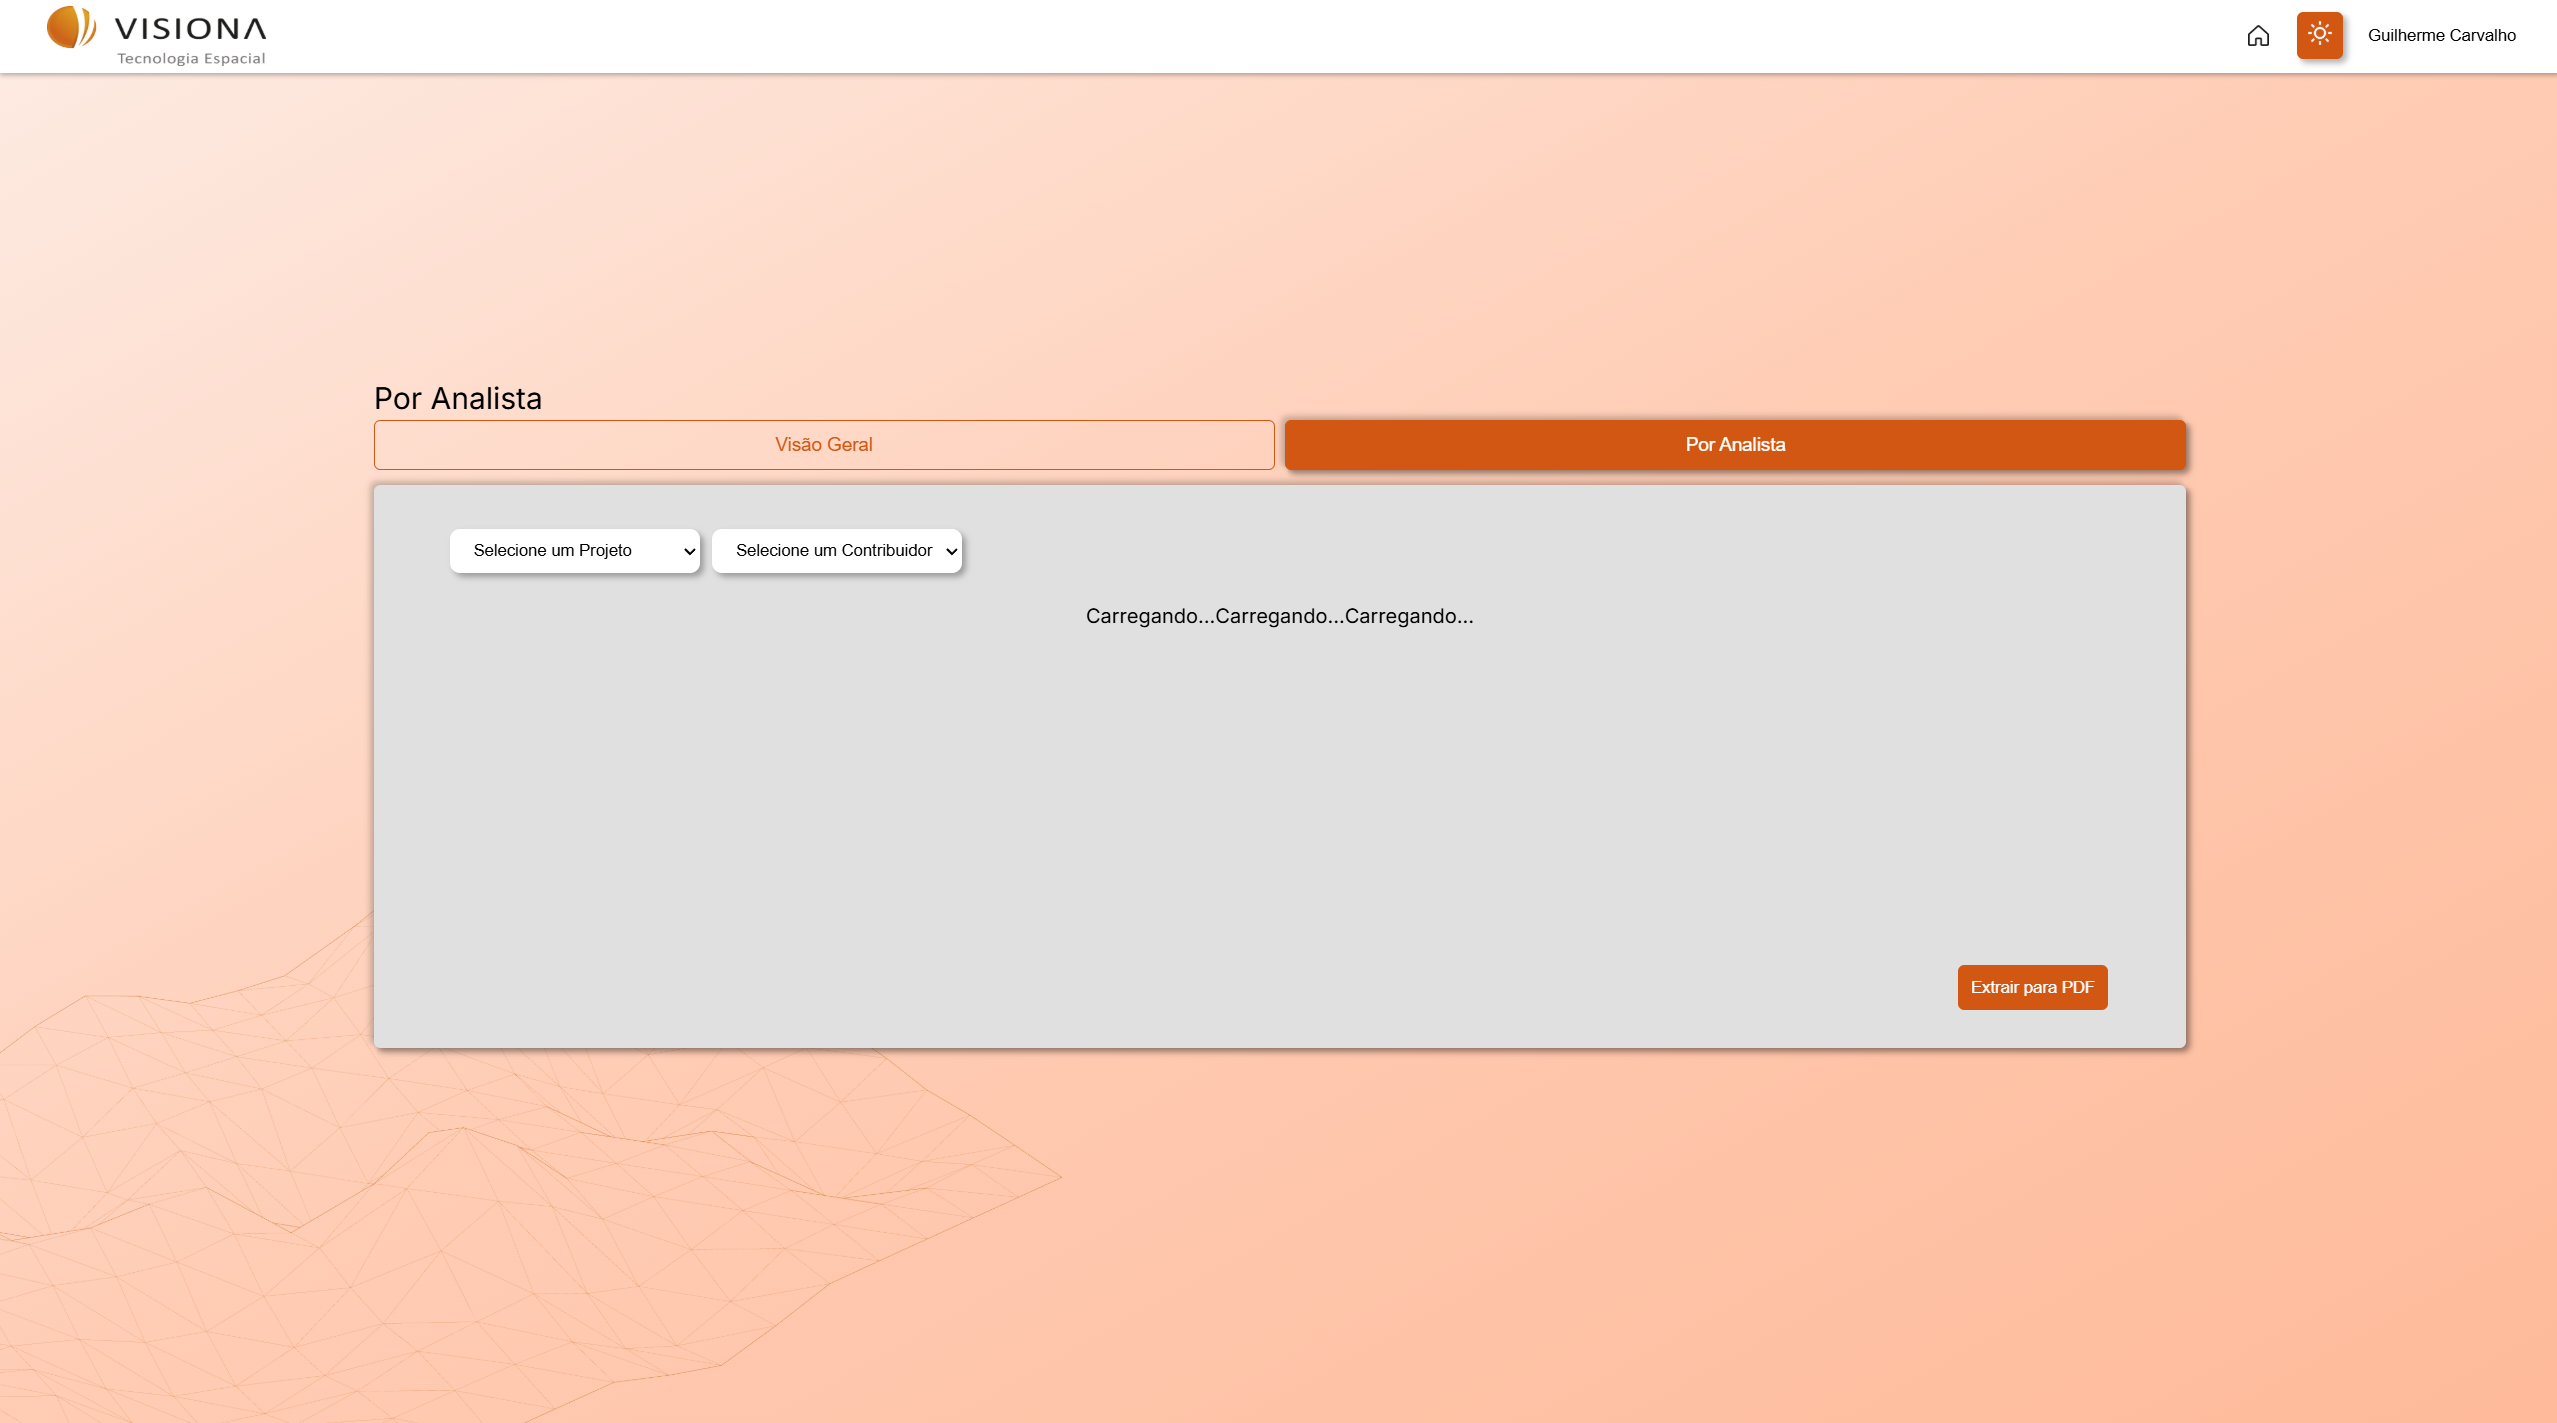 VISIONA
Tecnologia Espacial
Guilherme Carvalho
Por Analista
Visão Geral
Por Analista
Selecione um Projeto
Selecione um Contribuidor
Carregando...Carregando...Carregando...
Extrair para PDF